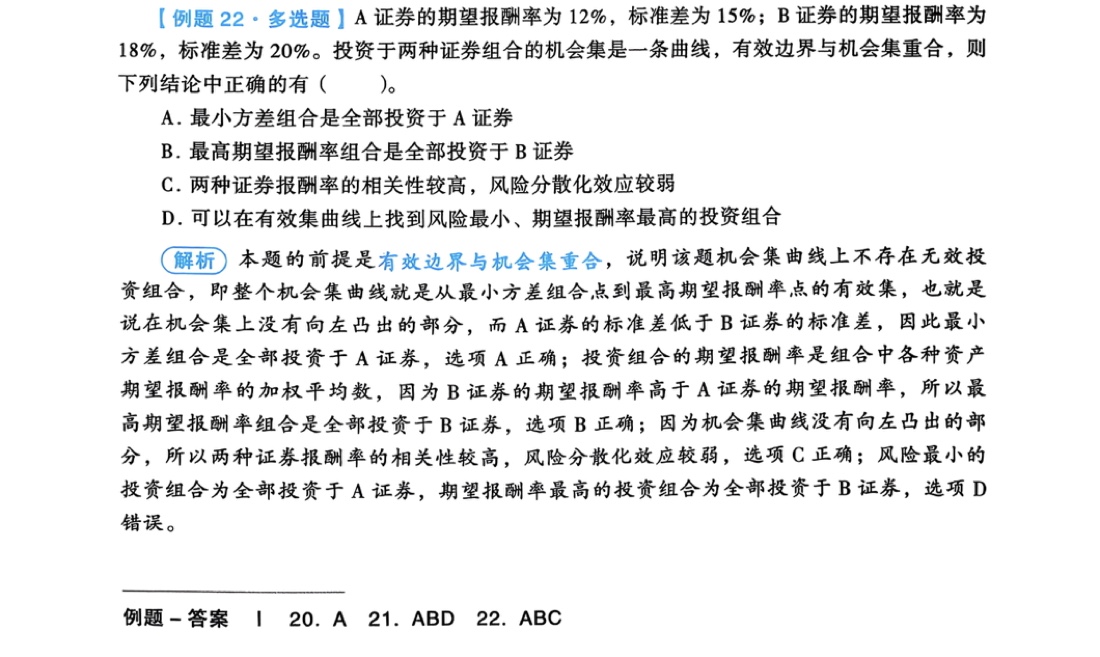 【例题 22·多选题】A 证券的期望报酬率为 12%，标准差为 15%；B 证券的期望报酬率为
18%，标准差为 20%。投资于两种证券组合的机会集是一条曲线，有效边界与机会集重合，则
下列结论中正确的有（　　）。
A. 最小方差组合是全部投资于 A 证券
B. 最高期望报酬率组合是全部投资于 B 证券
C. 两种证券报酬率的相关性较高，风险分散化效应较弱
D. 可以在有效集曲线上找到风险最小、期望报酬率最高的投资组合
解析 本题的前提是有效边界与机会集重合，说明该题机会集曲线上不存在无效投
资组合，即整个机会集曲线就是从最小方差组合点到最高期望报酬率点的有效集，也就是
说在机会集上没有向左凸出的部分，而 A 证券的标准差低于 B 证券的标准差，因此最小
方差组合是全部投资于 A 证券，选项 A 正确；投资组合的期望报酬率是组合中各种资产
期望报酬率的加权平均数，因为 B 证券的期望报酬率高于 A 证券的期望报酬率，所以最
高期望报酬率组合是全部投资于 B 证券，选项 B 正确；因为机会集曲线没有向左凸出的部
分，所以两种证券报酬率的相关性较高，风险分散化效应较弱，选项 C 正确；风险最小的
投资组合为全部投资于 A 证券，期望报酬率最高的投资组合为全部投资于 B 证券，选项 D
错误。
例题－答案　|　20. A　21. ABD　22. ABC